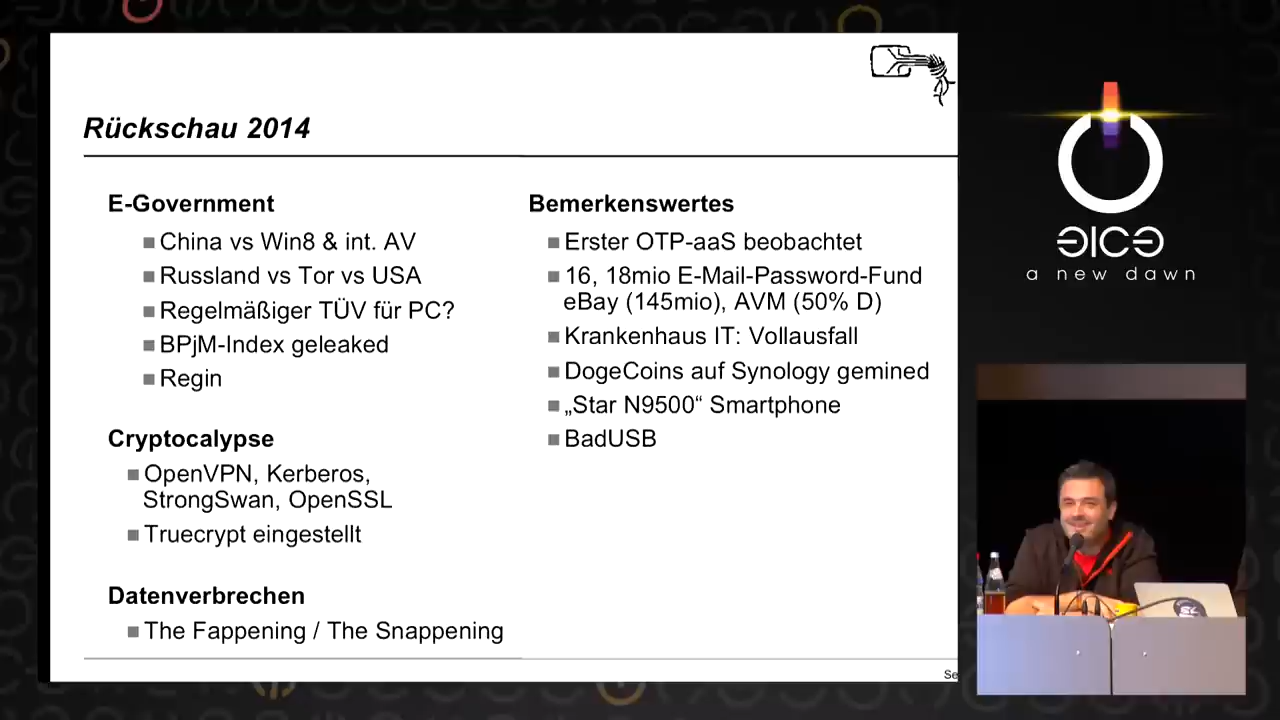 Rückschau 2014
E-Government
China vs Win8 & int. AV
Russland vs Tor vs USA
Regelmäßiger TÜV für PC?
BPjM-Index geleaked
Regin
Cryptocalypse
OpenVPN, Kerberos,
StrongSwan, OpenSSL
Truecrypt eingestellt
Datenverbrechen
The Fappening / The Snappening
Bemerkenswertes
Erster OTP-aaS beobachtet
16, 18mio E-Mail-Password-Fund
eBay (145mio), AVM (50% D)
Krankenhaus IT: Vollausfall
DogeCoins auf Synology gemined
„Star N9500“ Smartphone
BadUSB
Se
a new dawn